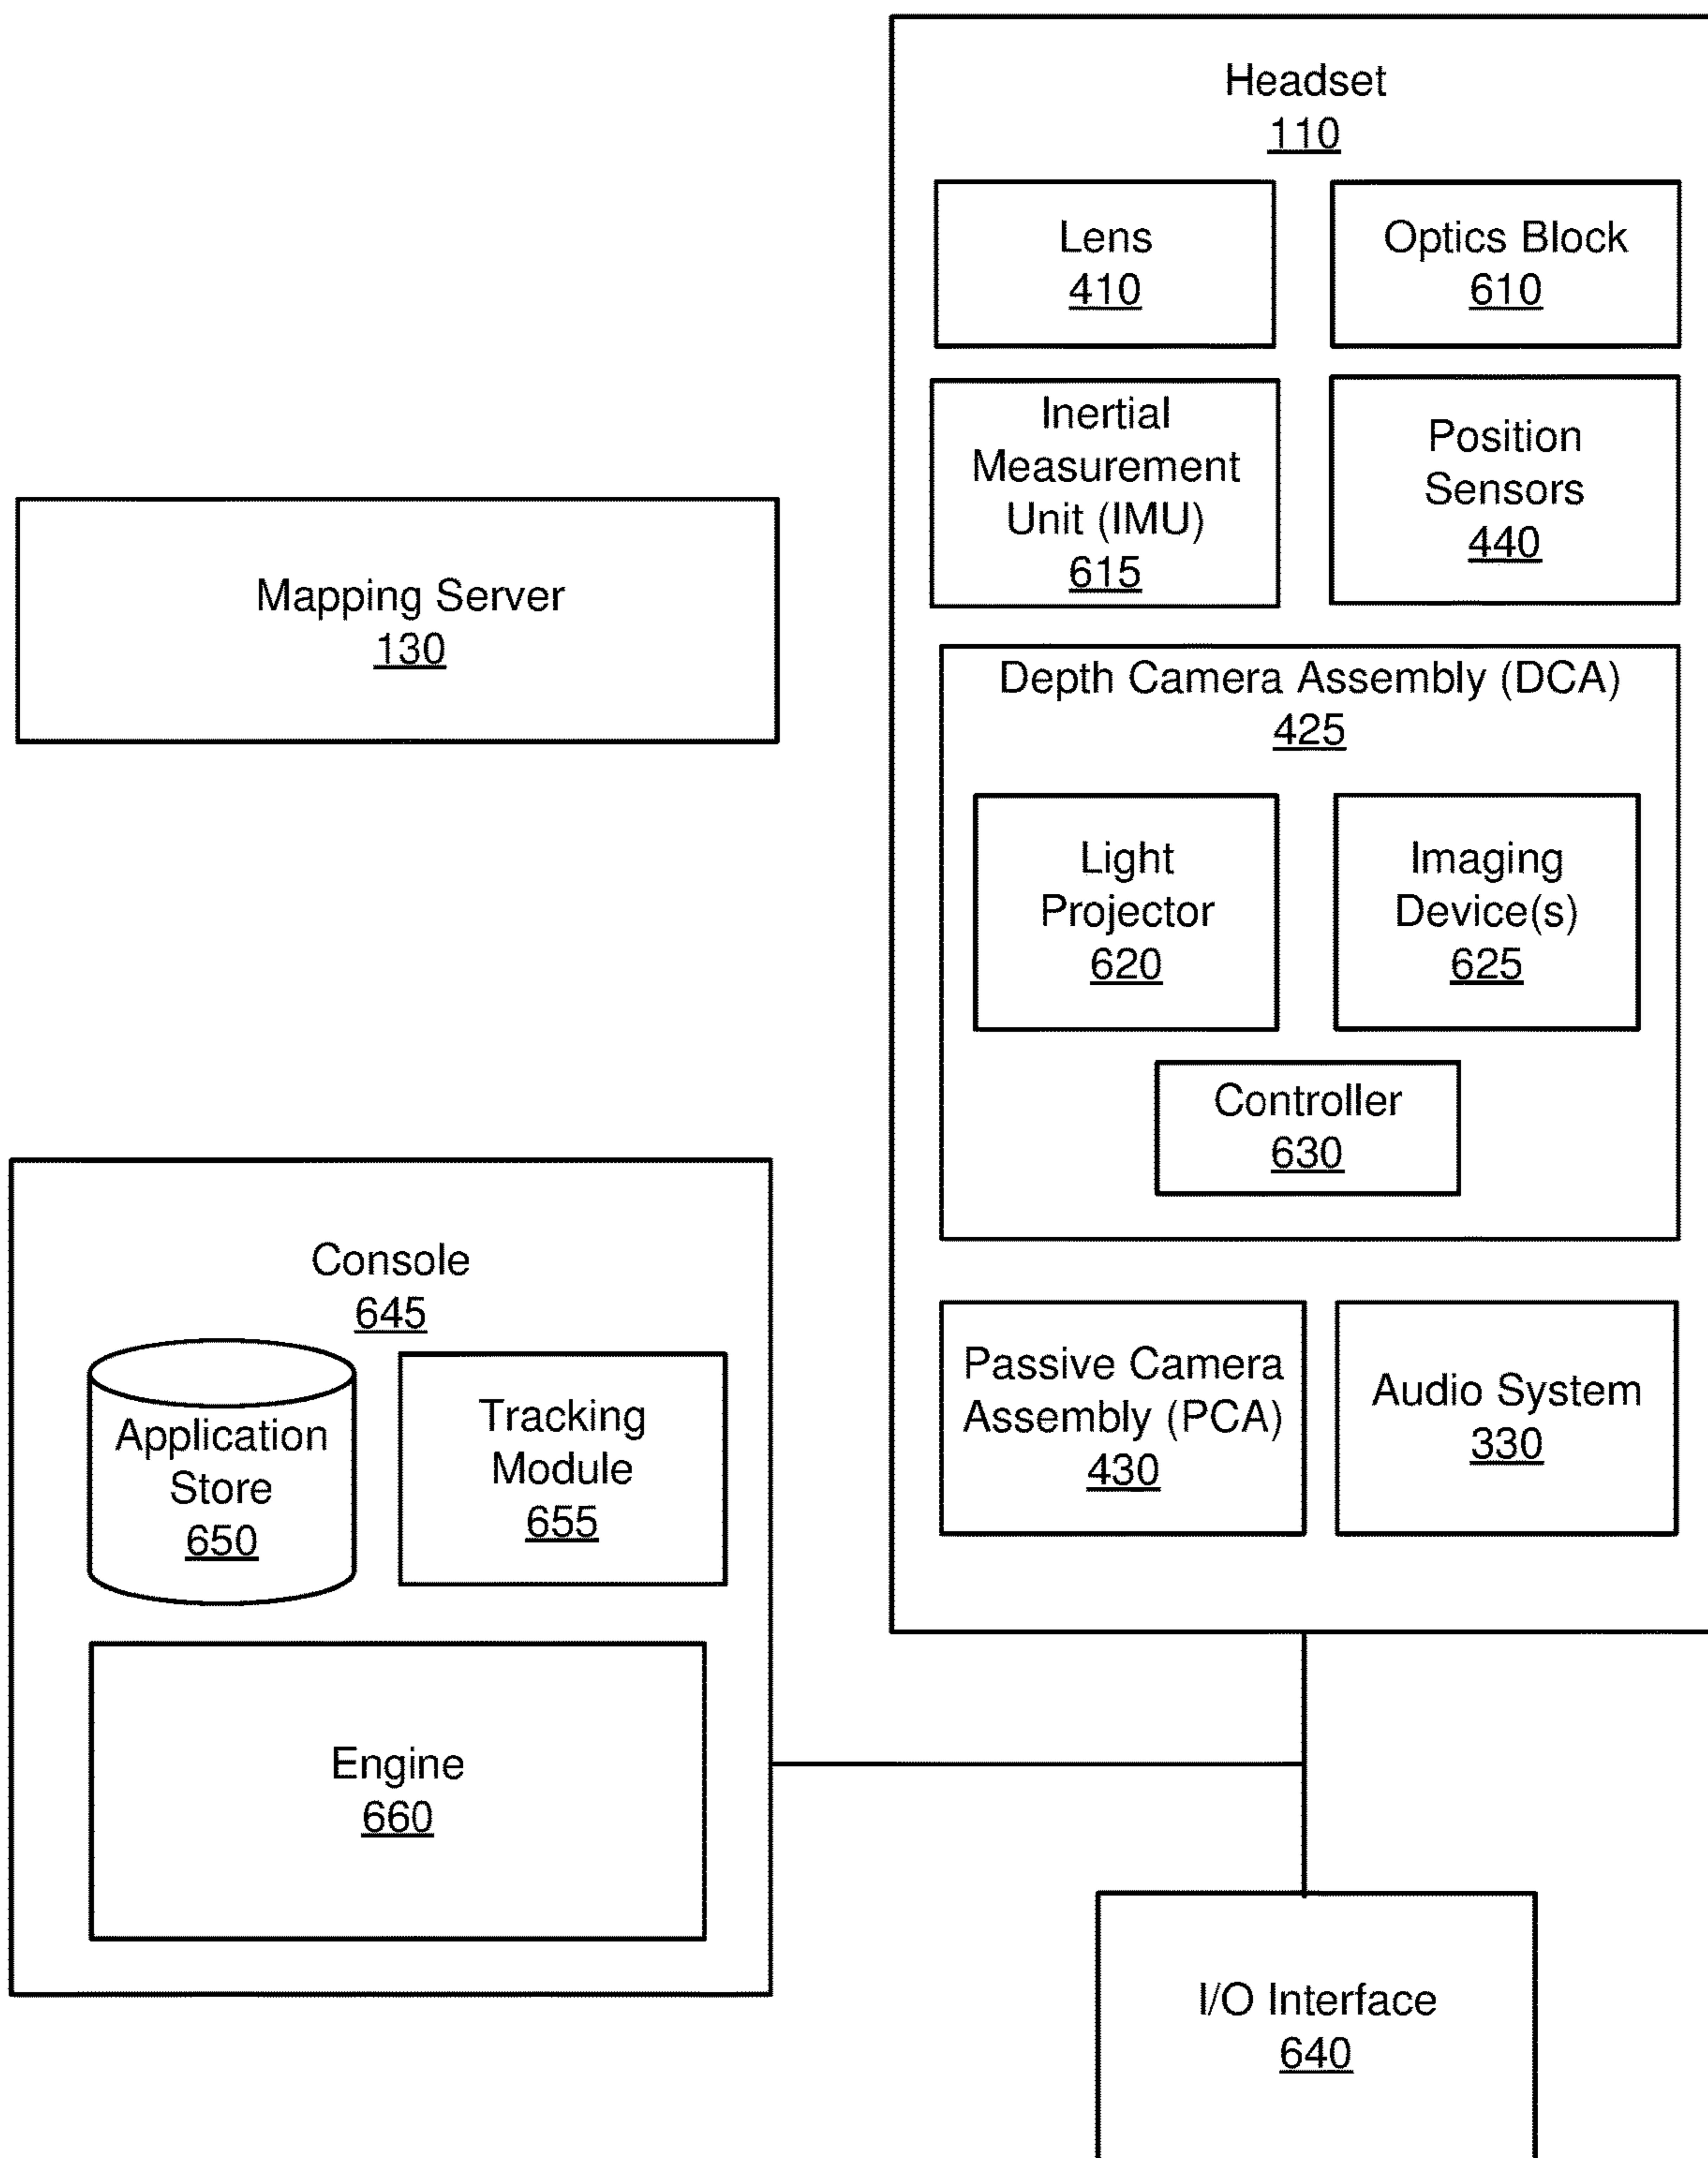 Headset
110
Lens
410
Optics Block
610
Inertial
Measurement
Unit (IMU)
615
Position
Sensors
440
Mapping Server
130
Depth Camera Assembly (DCA)
425
Light
Projector
620
Imaging
Device(s)
625
Controller
630
Console
645
Application
Store
650
Tracking
Module
655
Passive Camera
Assembly (PCA)
430
Audio System
330
Engine
660
I/O Interface
640